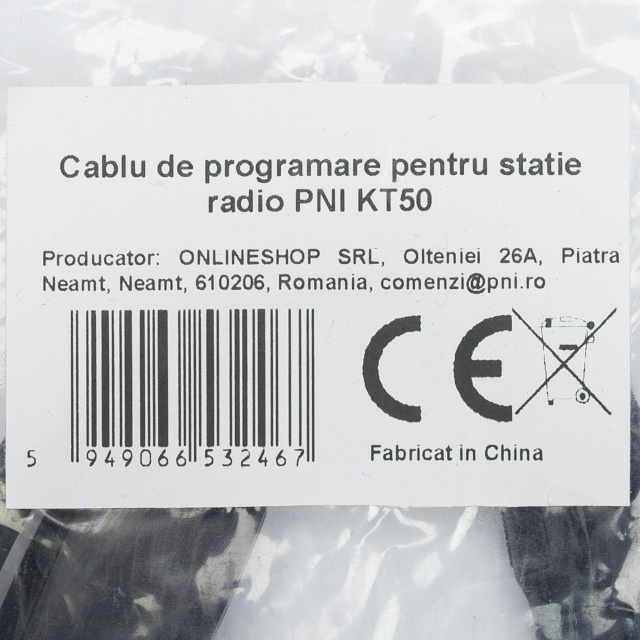 Cablu de programare pentru statie
radio PNI KT50
Producator: ONLINESHOP SRL, Olteniei 26A, Piatra
Neamt, Neamt, 610206, Romania, comenzi@pni.ro
CE
5 949066 532467
Fabricat in China